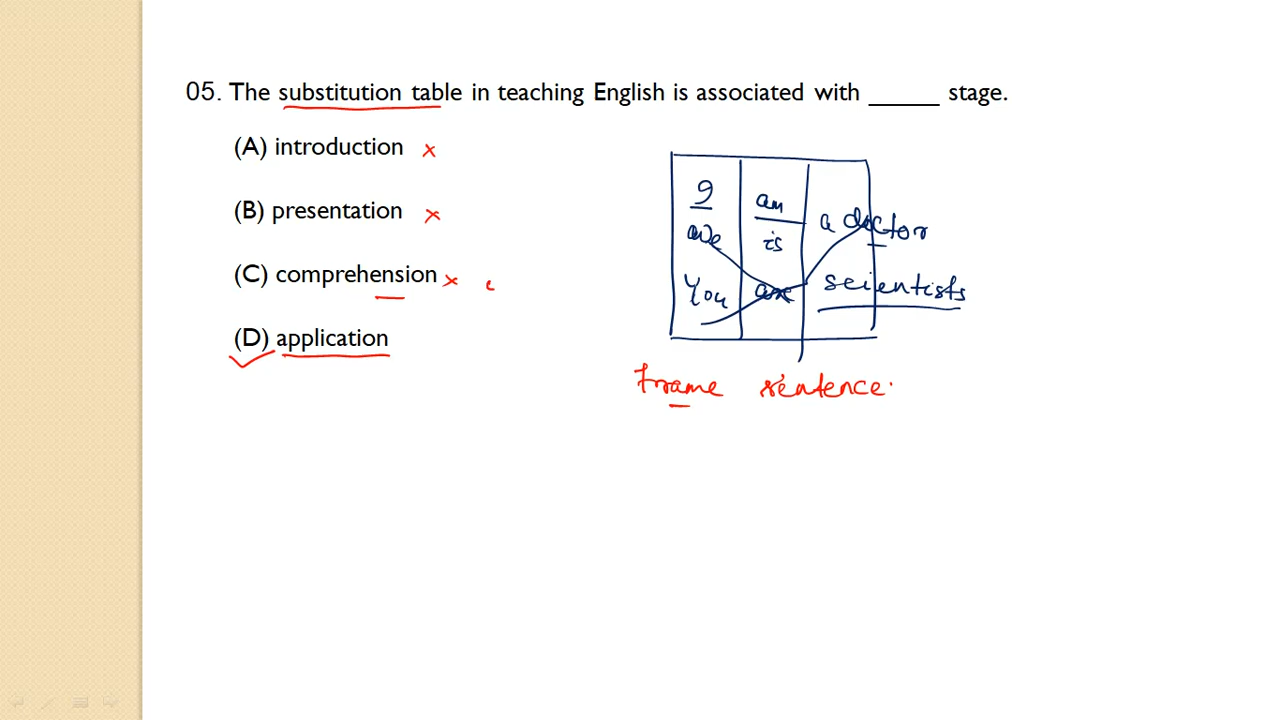 05. The substitution table in teaching English is associated with ______ stage.
(A) introduction x
(B) presentation x
(C) comprehension x
(D) application
I am a doctor
We is
You are scientists
frame sentence.